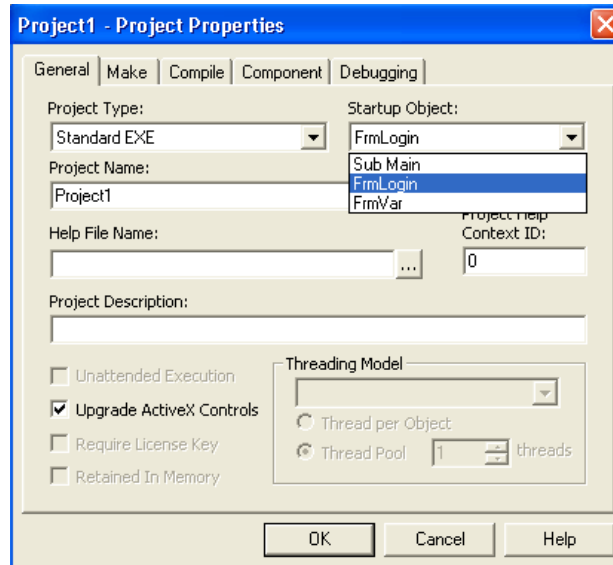 Project1 - Project Properties
General Make Compile Component Debugging
Project Type:
Startup Object:
Standard EXE
FrmLogin
Project Name:
Sub Main
FrmLogin
FrmVar
Project1
Project Help
Context ID:
Help File Name:
...
0
Project Description:
Unattended Execution
Upgrade ActiveX Controls
Require License Key
Retained In Memory
Threading Model
Thread per Object
Thread Pool 1 threads
OK Cancel Help